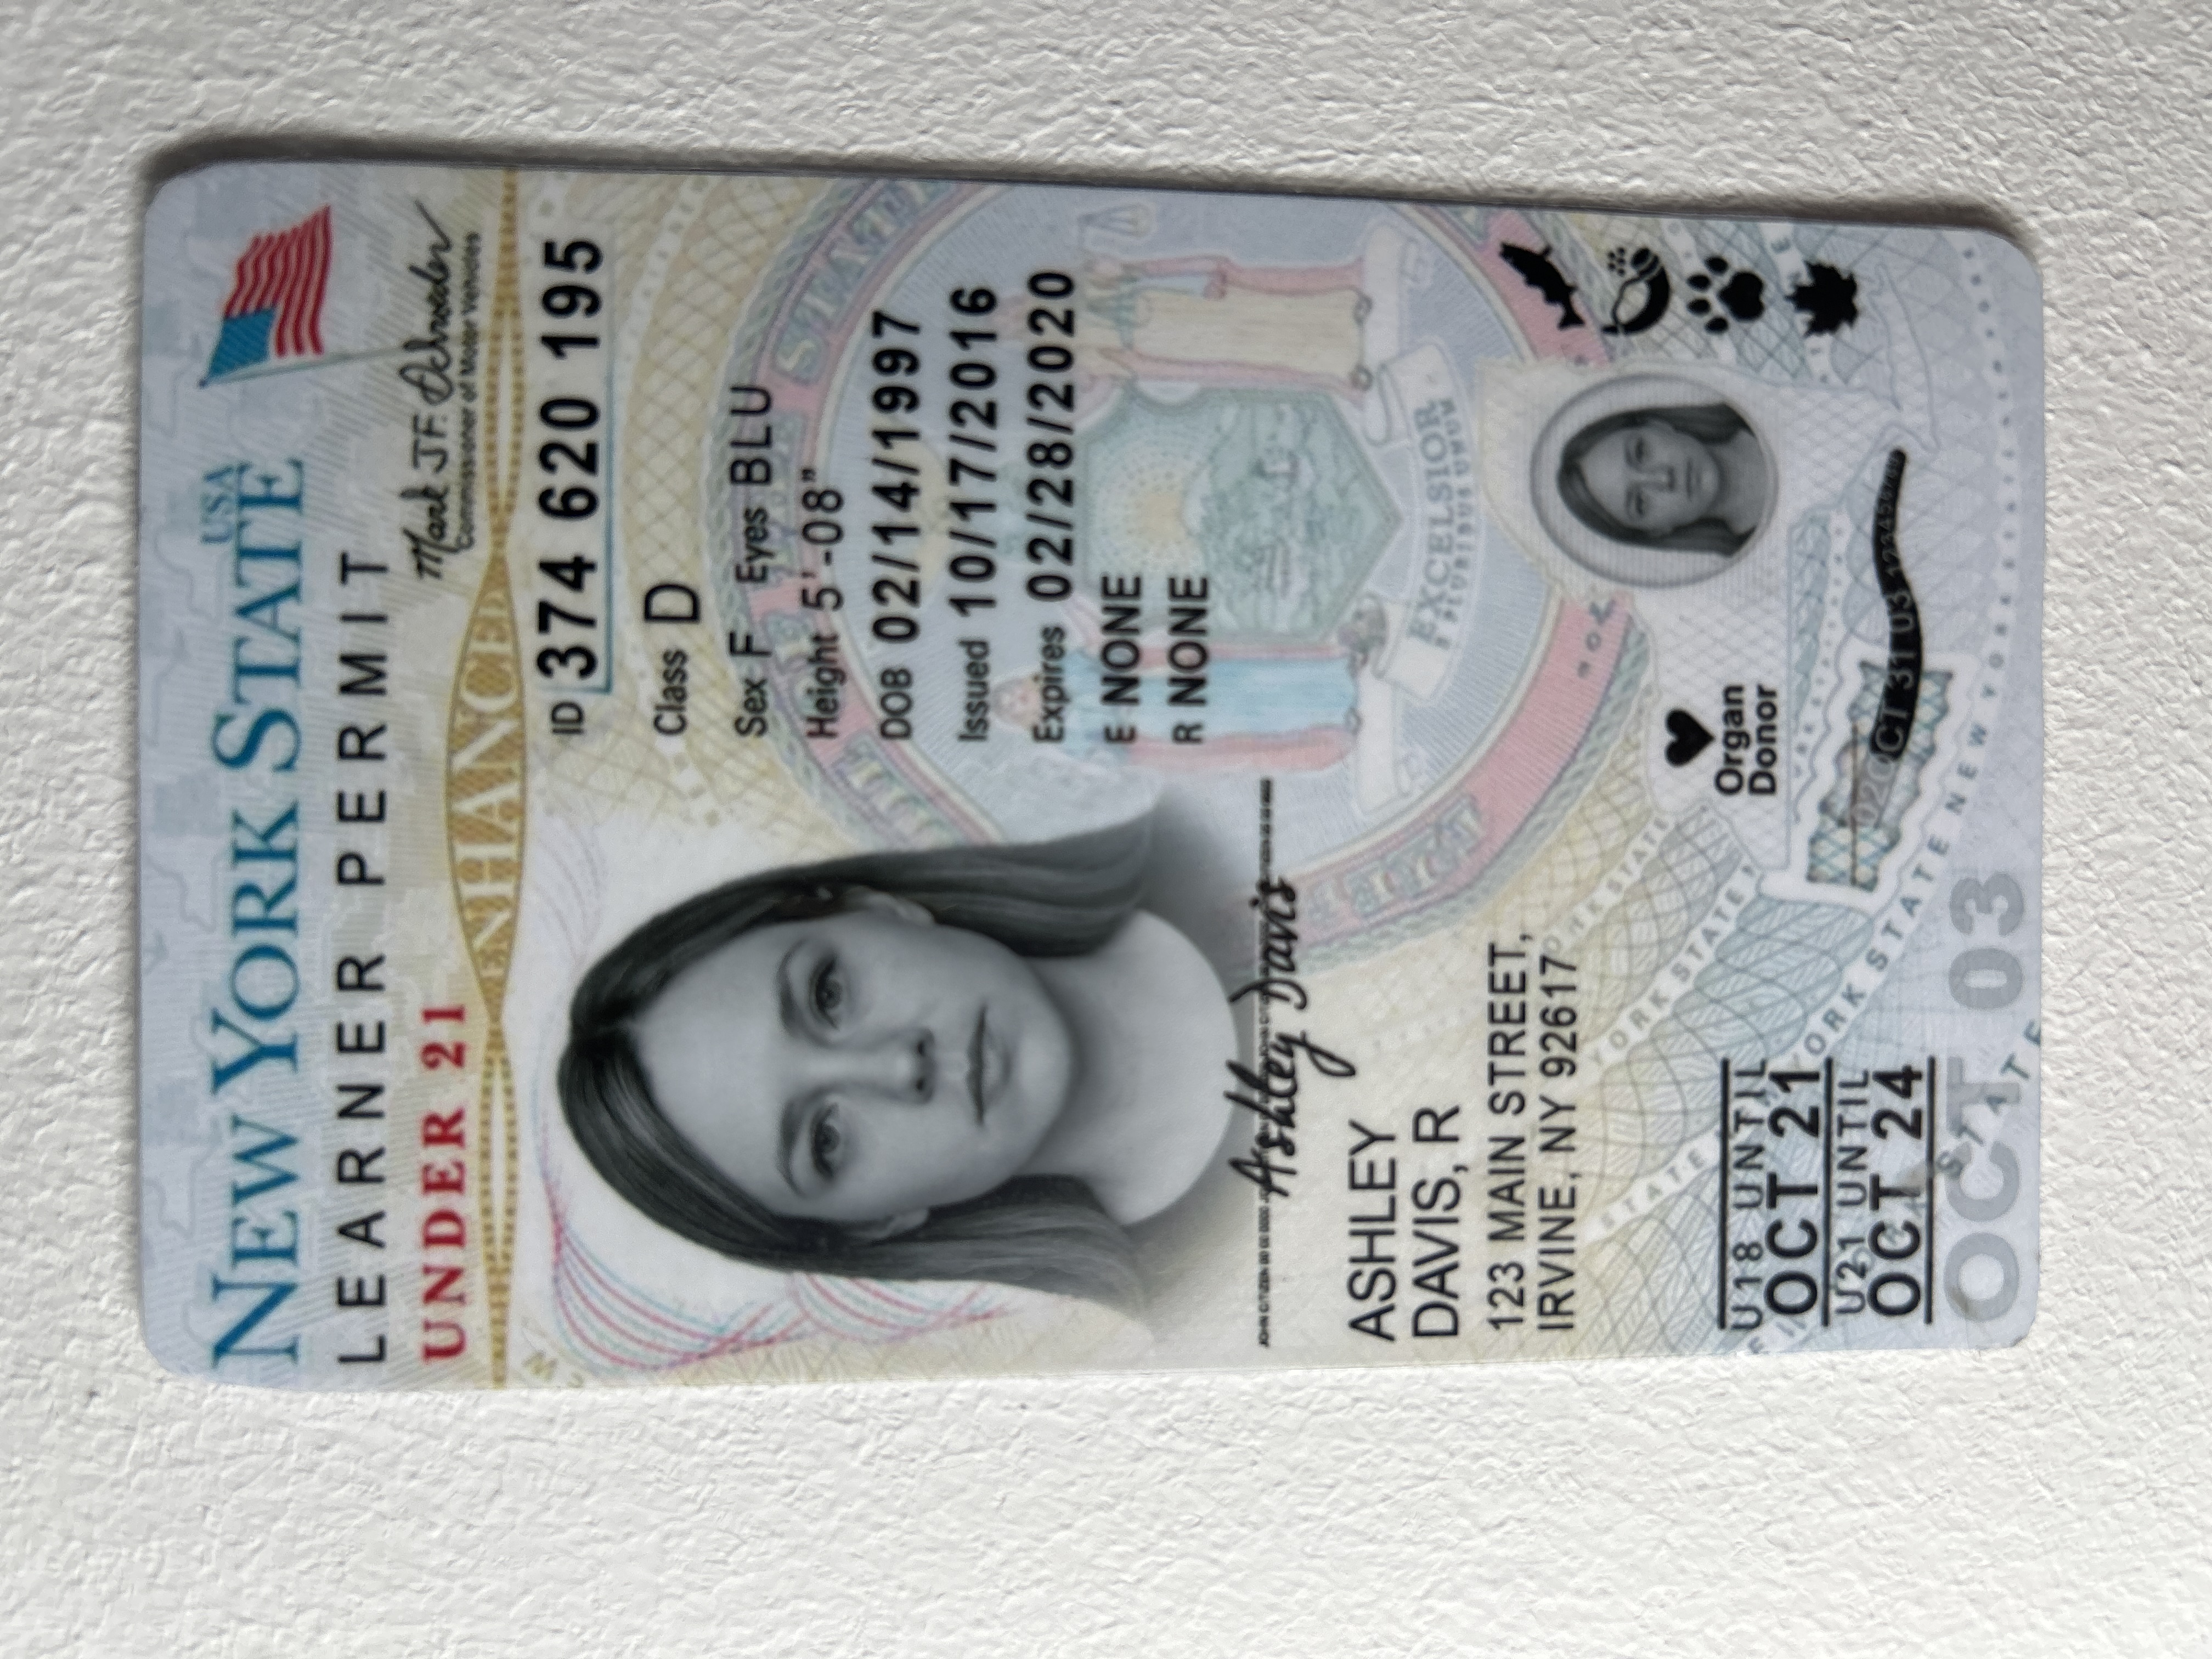 NEW YORK STATE USA
LEARNER PERMIT
UNDER 21
Mark J.F. Schroeder
Commissioner of Motor Vehicles
ENHANCED
ID 374 620 195
Class D
Sex F Eyes BLU
Height 5'-08"
DOB 02/14/1997
Issued 10/17/2016
Expires 02/28/2020
E NONE
R NONE
Ashley Davis
ASHLEY
DAVIS, R
123 MAIN STREET,
IRVINE, NY 92617
EXCELSIOR
E PLURIBUS UNUM
Organ
Donor
U18 UNTIL
OCT 21
U21 UNTIL
OCT 24
OCT 31 03 123456789
OCT 03
STATE NEW YORK STATE